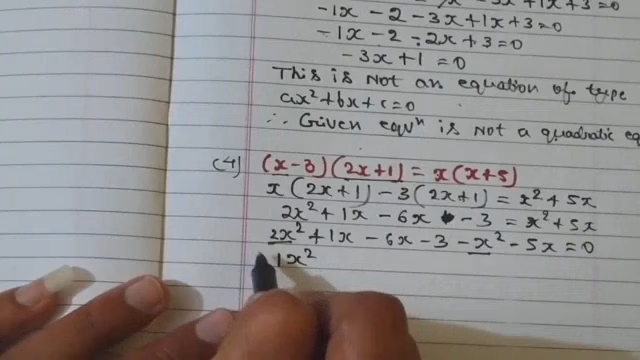 -1x - 2 - 3x + 1x + 3 = 0
- 1x - 2 - 2x + 3 = 0
- 3x + 1 = 0
This is Not an equation of type
ax² + bx + c = 0
∴ Given eqwⁿ is not a quadratic eq
(4) (x-3)(2x+1) = x(x+5)
x(2x+1) - 3(2x+1) = x² + 5x
2x² + 1x - 6x - 3 = x² + 5x
2x² + 1x - 6x - 3 - x² - 5x = 0
1x²